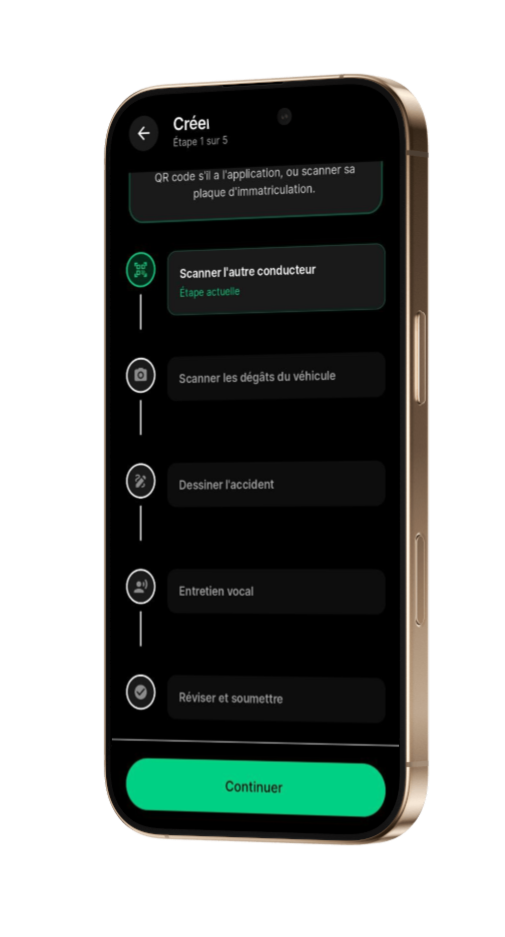 Créer
Étape 1 sur 5
QR code s'il a l'application, ou scanner sa
plaque d'immatriculation.
Scanner l'autre conducteur
Étape actuelle
Scanner les dégâts du véhicule
Dessiner l'accident
Entretien vocal
Réviser et soumettre
Continuer